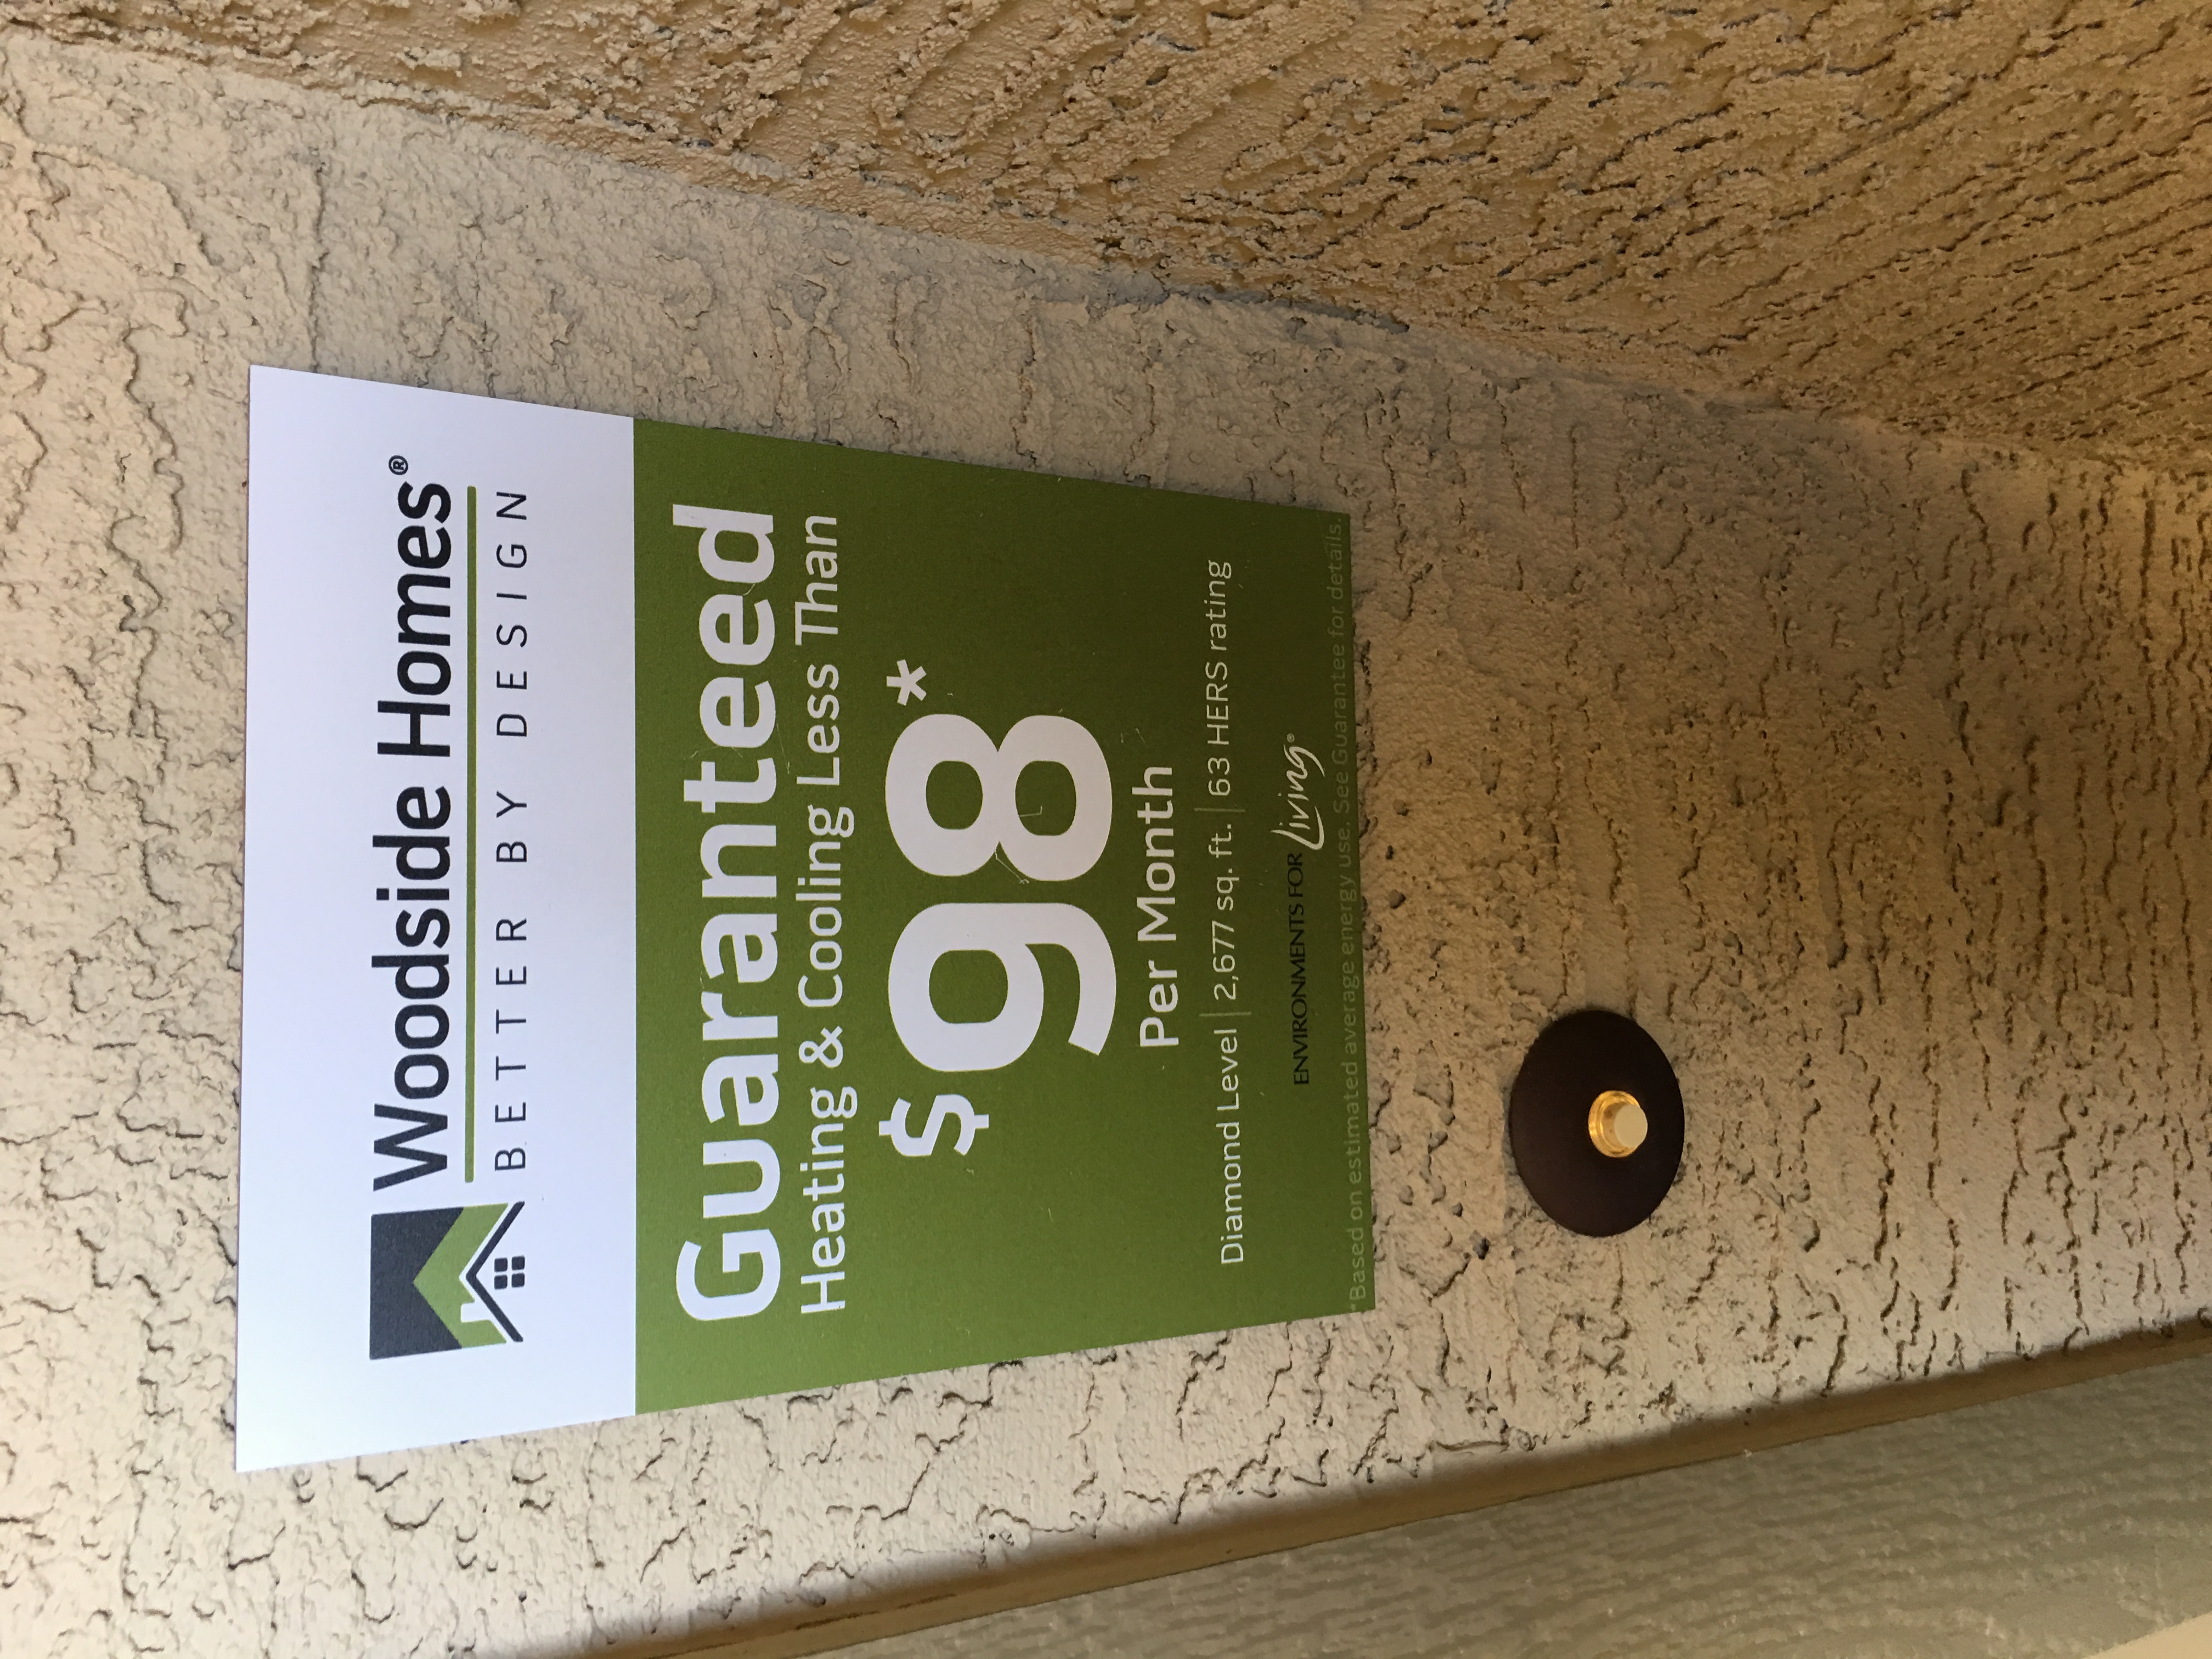 Woodside Homes®
BETTER BY DESIGN
Guaranteed
Heating & Cooling Less Than
$98*
Per Month
Diamond Level | 2,677 sq. ft. | 63 HERS rating
ENVIRONMENTS FOR Living®
*Based on estimated average energy use. See Guarantee for details.